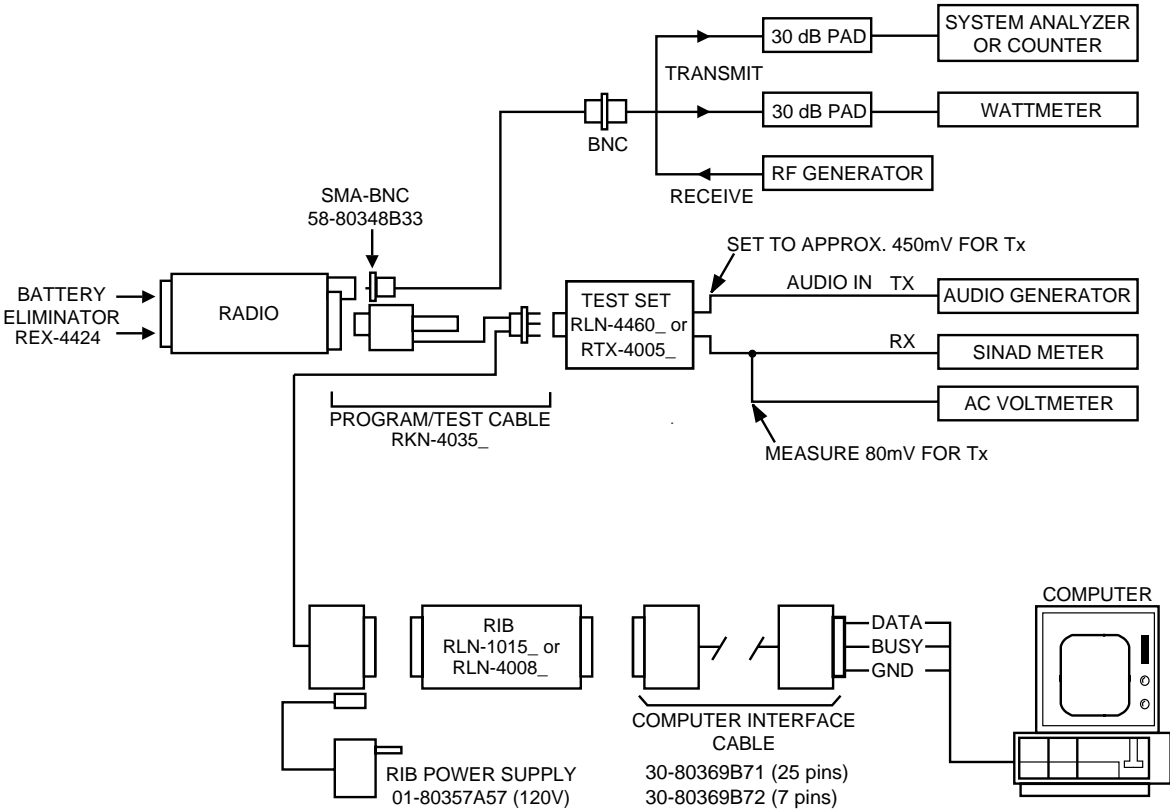 SYSTEM ANALYZER
OR COUNTER
30 dB PAD
TRANSMIT
30 dB PAD
WATTMETER
BNC
RF GENERATOR
RECEIVE
SMA-BNC
58-80348B33
SET TO APPROX. 450mV FOR Tx
BATTERY
ELIMINATOR
REX-4424
RADIO
TEST SET
RLN-4460_ or
RTX-4005_
AUDIO IN TX
AUDIO GENERATOR
RX
SINAD METER
AC VOLTMETER
PROGRAM/TEST CABLE
RKN-4035_
MEASURE 80mV FOR Tx
COMPUTER
RIB
RLN-1015_ or
RLN-4008_
DATA
BUSY
GND
COMPUTER INTERFACE
CABLE
30-80369B71 (25 pins)
30-80369B72 (7 pins)
RIB POWER SUPPLY
01-80357A57 (120V)